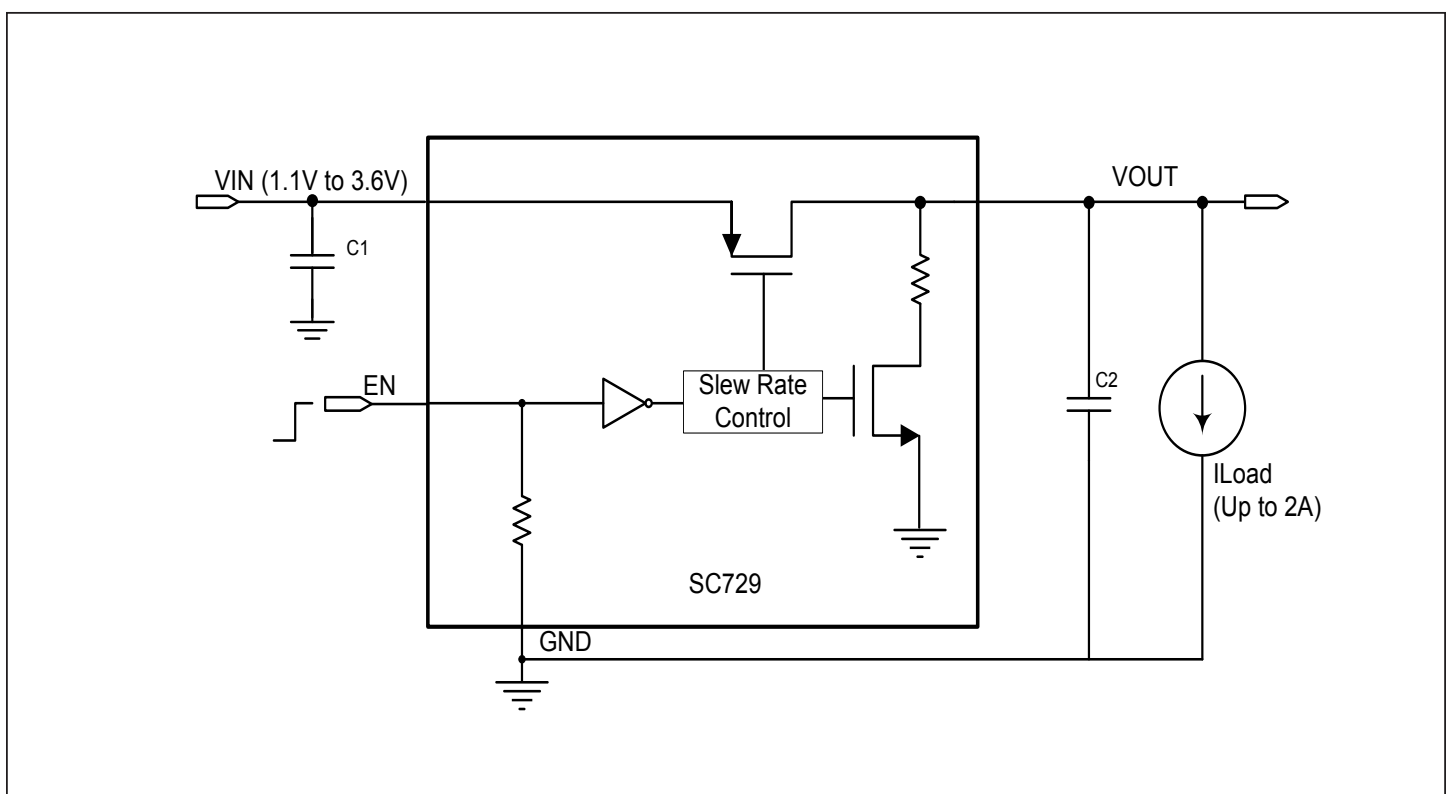 VIN (1.1V to 3.6V)
VOUT
C1
EN
Slew Rate
Control
C2
ILoad
(Up to 2A)
SC729
GND